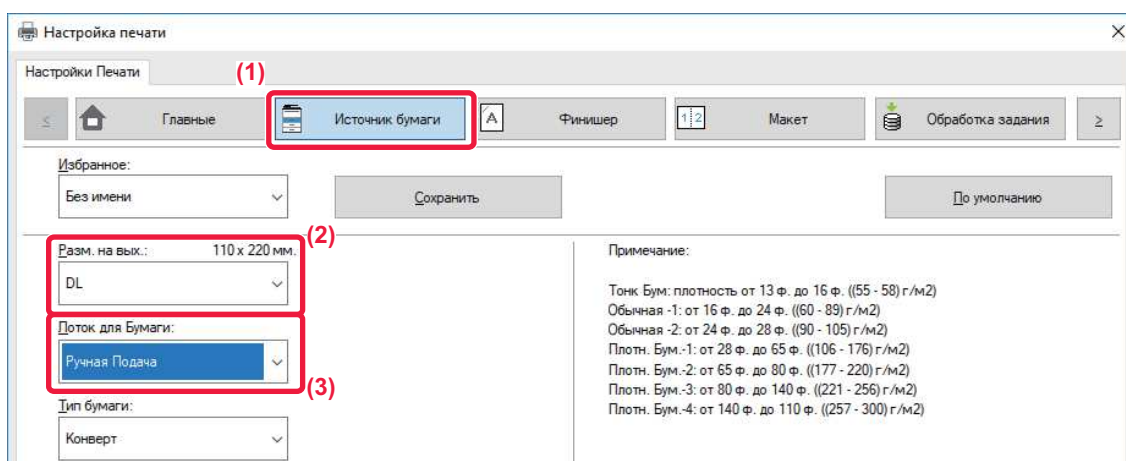 Настройка печати
Настройки Печати
(1)
≤ Главные Источник бумаги A Финишер 1 2 Макет Обработка задания ≥
Избранное:
Без имени Сохранить По умолчанию
(2)
Разм. на вых.: 110 x 220 мм.
DL
Лоток для Бумаги:
Ручная Подача
(3)
Тип бумаги:
Конверт
Примечание:
Тонк Бум: плотность от 13 ф. до 16 ф. ((55 - 58) г/м2)
Обычная -1: от 16 ф. до 24 ф. ((60 - 89) г/м2)
Обычная -2: от 24 ф. до 28 ф. ((90 - 105) г/м2)
Плотн. Бум.-1: от 28 ф. до 65 ф. ((106 - 176) г/м2)
Плотн. Бум.-2: от 65 ф. до 80 ф. ((177 - 220) г/м2)
Плотн. Бум.-3: от 80 ф. до 140 ф. ((221 - 256) г/м2)
Плотн. Бум.-4: от 140 ф. до 110 ф. ((257 - 300) г/м2)